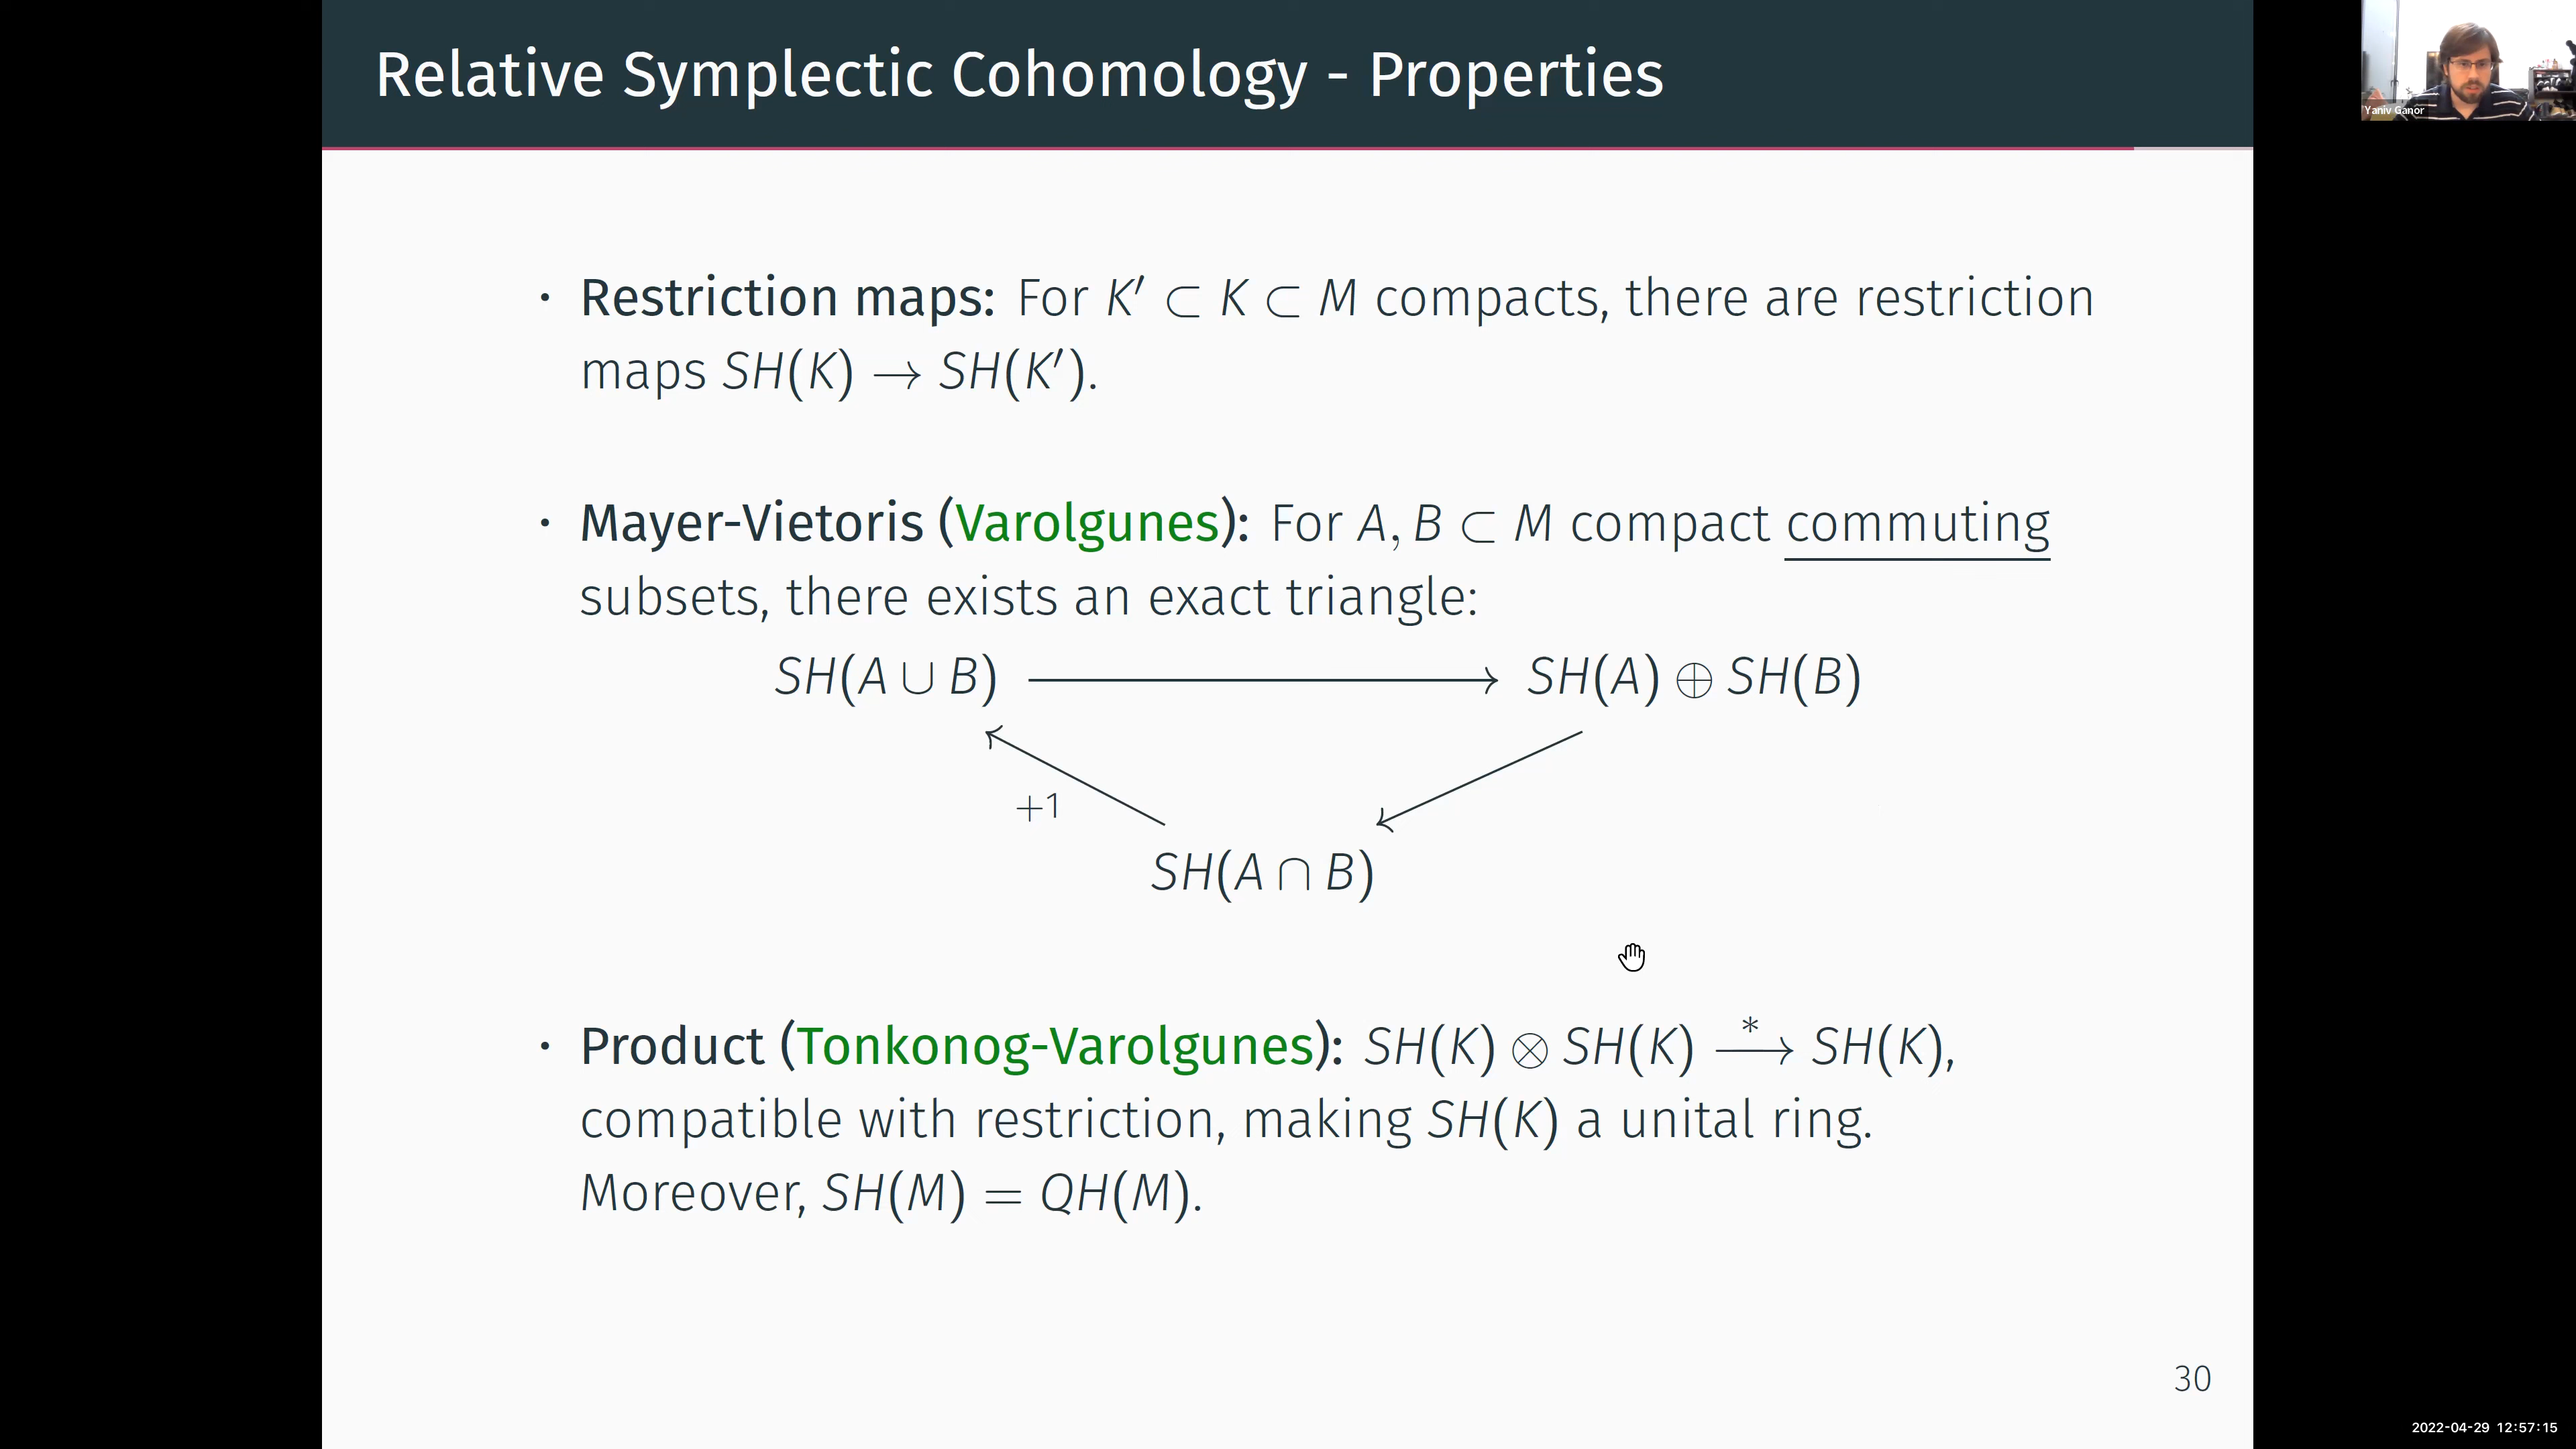 Relative Symplectic Cohomology - Properties
Yaniv Ganor
• Restriction maps: For K′ ⊂ K ⊂ M compacts, there are restriction
maps SH(K) → SH(K′).
• Mayer-Vietoris (Varolgunes): For A, B ⊂ M compact commuting
subsets, there exists an exact triangle:
SH(A ∪ B) ⟶ SH(A) ⊕ SH(B)
+1
SH(A ∩ B)
• Product (Tonkonog-Varolgunes): SH(K) ⊗ SH(K) —*→ SH(K),
compatible with restriction, making SH(K) a unital ring.
Moreover, SH(M) = QH(M).
30
2022-04-29 12:57:15